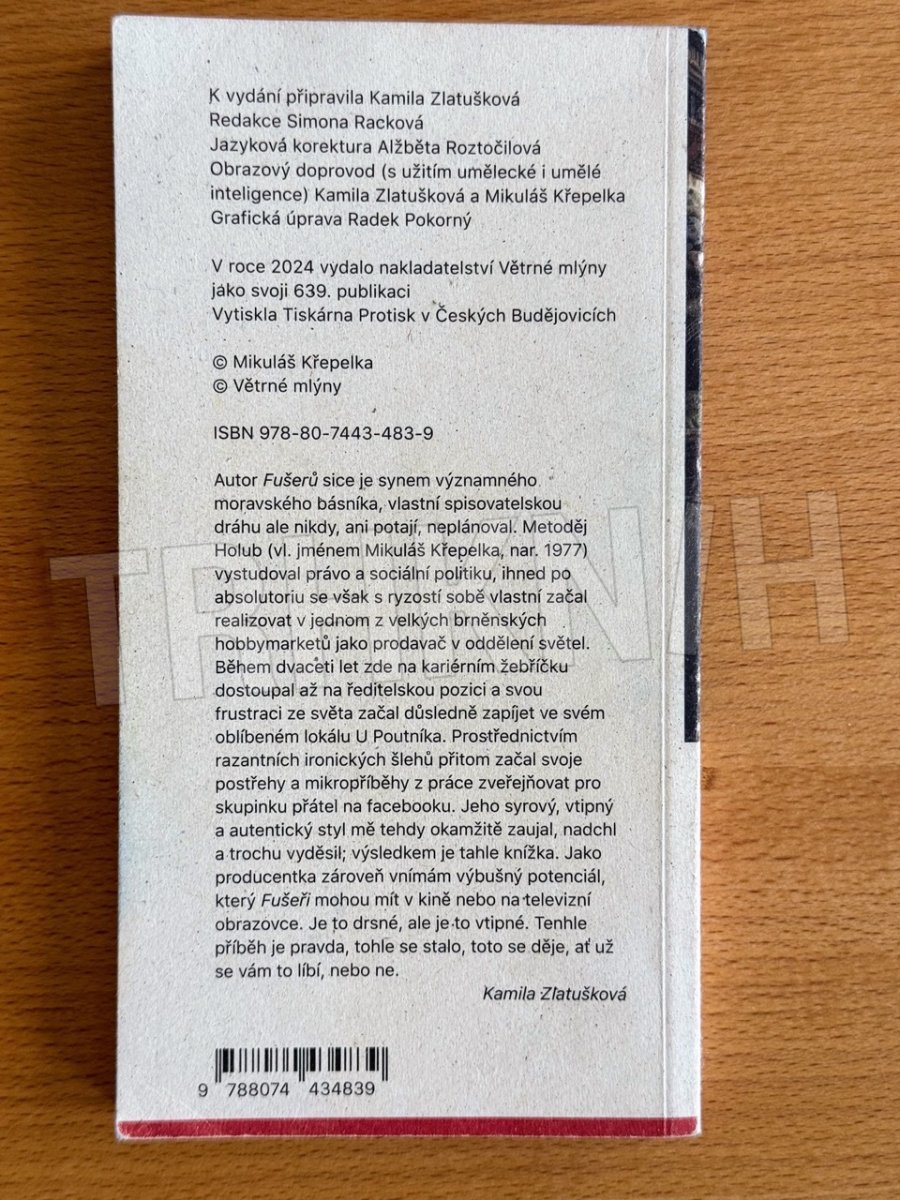 K vydání připravila Kamila Zlatušková
Redakce Simona Racková
Jazyková korektura Alžběta Roztočilová
Obrazový doprovod (s užitím umělecké i umělé
inteligence) Kamila Zlatušková a Mikuláš Křepelka
Grafická úprava Radek Pokorný
V roce 2024 vydalo nakladatelství Větrné mlýny
jako svoji 639. publikaci
Vytiskla Tiskárna Protisk v Českých Budějovicích
© Mikuláš Křepelka
© Větrné mlýny
ISBN 978-80-7443-483-9
Autor Fušerů sice je synem významného
moravského básníka, vlastní spisovatelskou
dráhu ale nikdy, ani potají, neplánoval. Metoděj
Holub (vl. jménem Mikuláš Křepelka, nar. 1977)
vystudoval právo a sociální politiku, ihned po
absolutoriu se však s ryzostí sobě vlastní začal
realizovat v jednom z velkých brněnských
hobbymarketů jako prodavač v oddělení světel.
Během dvaceti let zde na kariérním žebříčku
dostoupal až na ředitelskou pozici a svou
frustraci ze světa začal důsledně zapíjet ve svém
oblíbeném lokálu U Poutníka. Prostřednictvím
razantních ironických šlehů přitom začal svoje
postřehy a mikropříběhy z práce zveřejňovat pro
skupinku přátel na facebooku. Jeho syrový, vtipný
a autentický styl mě tehdy okamžitě zaujal, nadchl
a trochu vyděsil; výsledkem je tahle knížka. Jako
producentka zároveň vnímám výbušný potenciál,
který Fušeři mohou mít v kině nebo na televizní
obrazovce. Je to drsné, ale je to vtipné. Tenhle
příběh je pravda, tohle se stalo, toto se děje, ať už
se vám to líbí, nebo ne.
Kamila Zlatušková
9 788074 434839